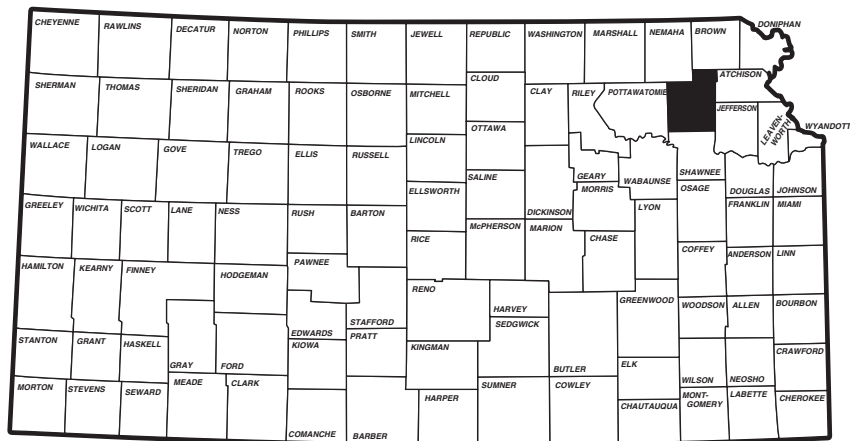 CHEYENNE
RAWLINS
DECATUR
NORTON
PHILLIPS
SMITH
JEWELL
REPUBLIC
WASHINGTON
MARSHALL
NEMAHA
BROWN
DONIPHAN
SHERMAN
THOMAS
SHERIDAN
GRAHAM
ROOKS
OSBORNE
MITCHELL
CLOUD
CLAY
RILEY
POTTAWATOMIE
ATCHISON
JEFFERSON
LEAVEN-
WORTH
WYANDOTT
WALLACE
LOGAN
GOVE
TREGO
ELLIS
RUSSELL
LINCOLN
OTTAWA
SALINE
ELLSWORTH
DICKINSON
GEARY
MORRIS
WABAUNSE
SHAWNEE
OSAGE
DOUGLAS
JOHNSON
GREELEY
WICHITA
SCOTT
LANE
NESS
RUSH
BARTON
RICE
McPHERSON
MARION
CHASE
LYON
COFFEY
FRANKLIN
MIAMI
ANDERSON
LINN
HAMILTON
KEARNY
FINNEY
HODGEMAN
PAWNEE
STAFFORD
EDWARDS
RENO
HARVEY
SEDGWICK
GREENWOOD
WOODSON
ALLEN
BOURBON
STANTON
GRANT
HASKELL
GRAY
FORD
KIOWA
PRATT
KINGMAN
BUTLER
ELK
WILSON
NEOSHO
CRAWFORD
MORTON
STEVENS
SEWARD
MEADE
CLARK
COMANCHE
BARBER
HARPER
SUMNER
COWLEY
CHAUTAUQUA
MONT-
GOMERY
LABETTE
CHEROKEE